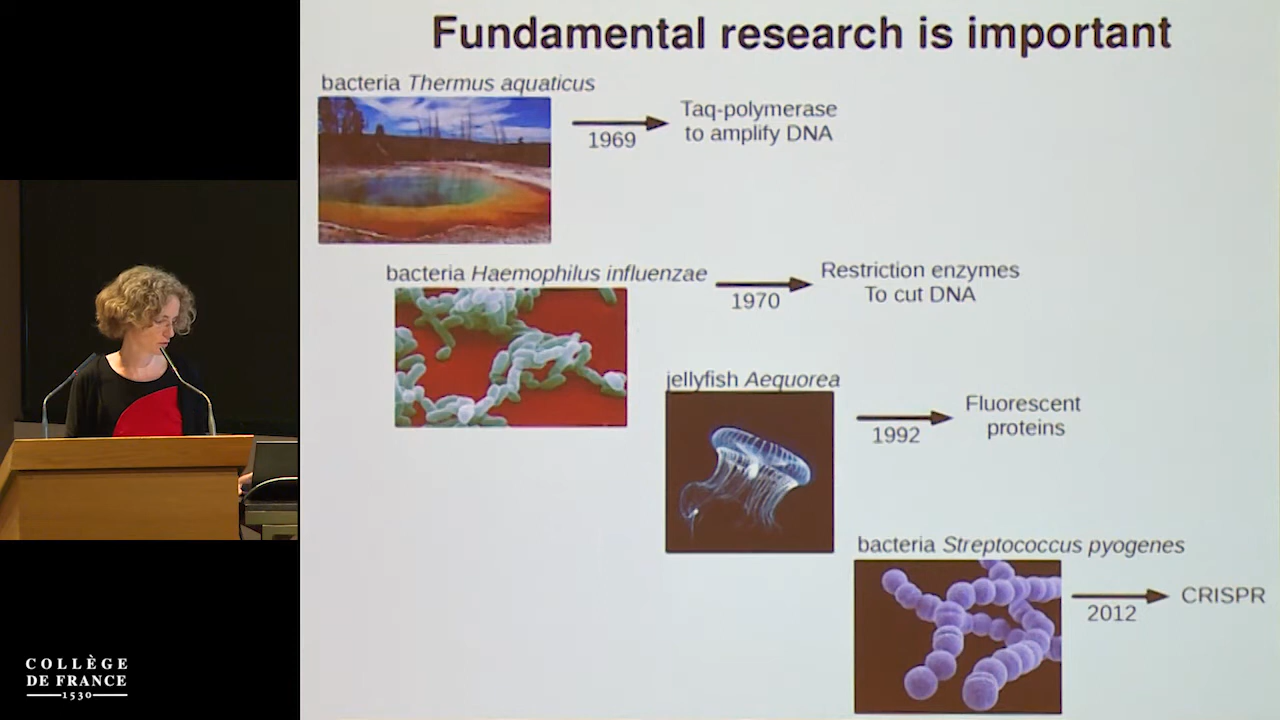 Fundamental research is important
bacteria Thermus aquaticus
1969
Taq-polymerase
to amplify DNA
bacteria Haemophilus influenzae
1970
Restriction enzymes
To cut DNA
jellyfish Aequorea
1992
Fluorescent
proteins
bacteria Streptococcus pyogenes
2012
CRISPR
COLLÈGE
DE FRANCE
1530